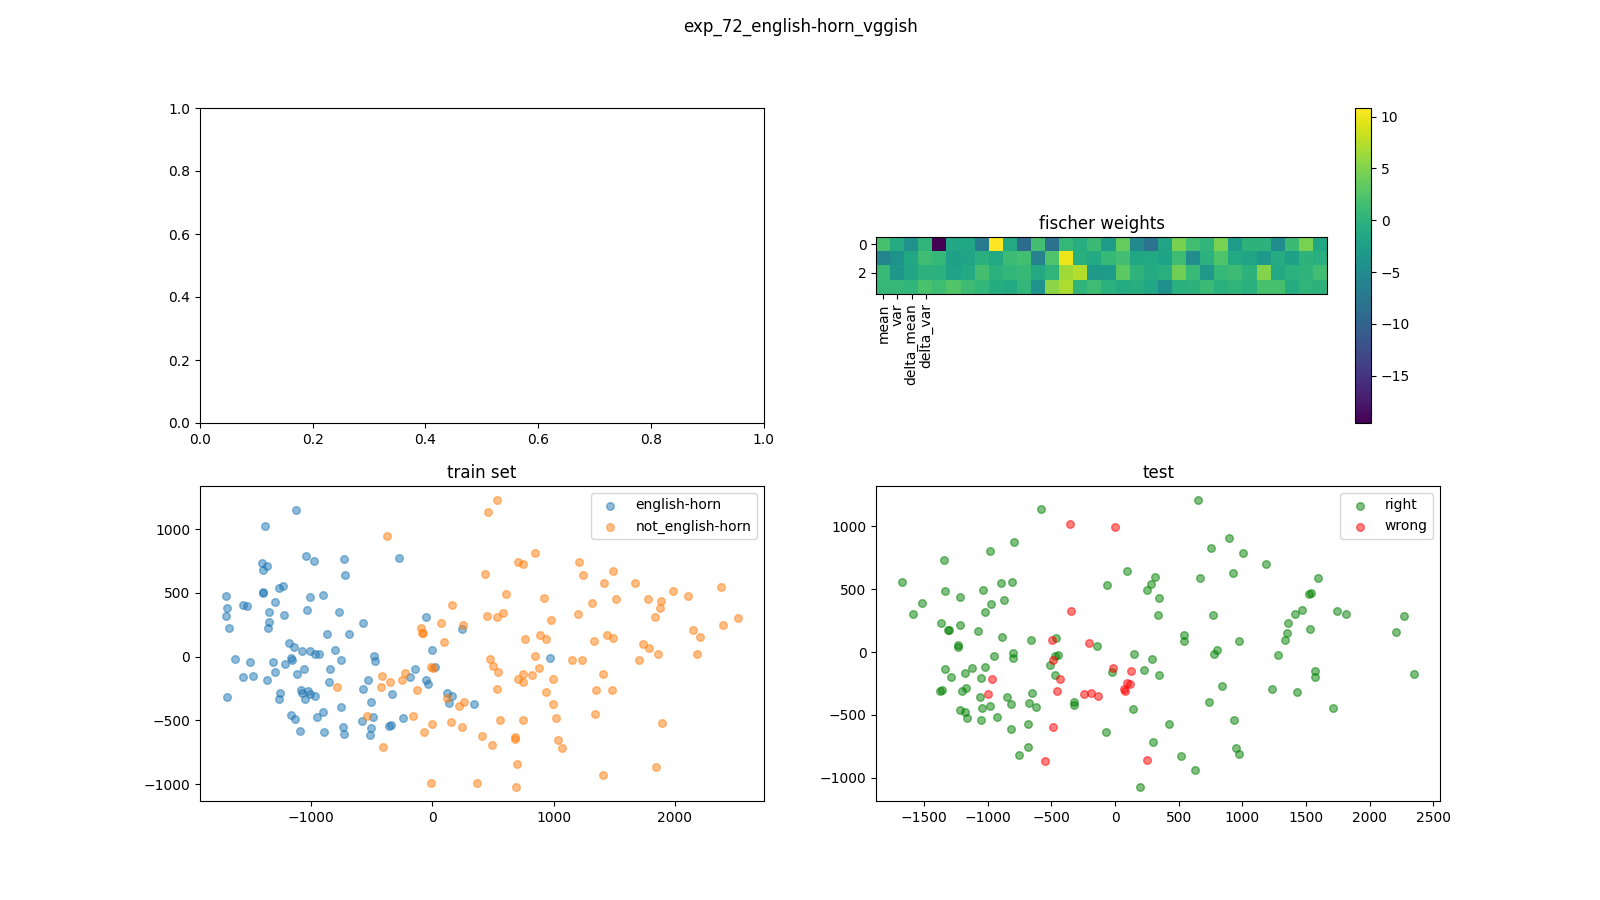 exp_72_english-horn_vggish
1.0
0.8
0.6
0.4
0.2
0.0
0.0 0.2 0.4 0.6 0.8 1.0
fischer weights
0
2
mean
var
delta_mean
delta_var
10
5
0
−5
−10
−15
train set
english-horn
not_english-horn
1000
500
0
−500
−1000
−1000 0 1000 2000
test
right
wrong
1000
500
0
−500
−1000
−1500 −1000 −500 0 500 1000 1500 2000 2500